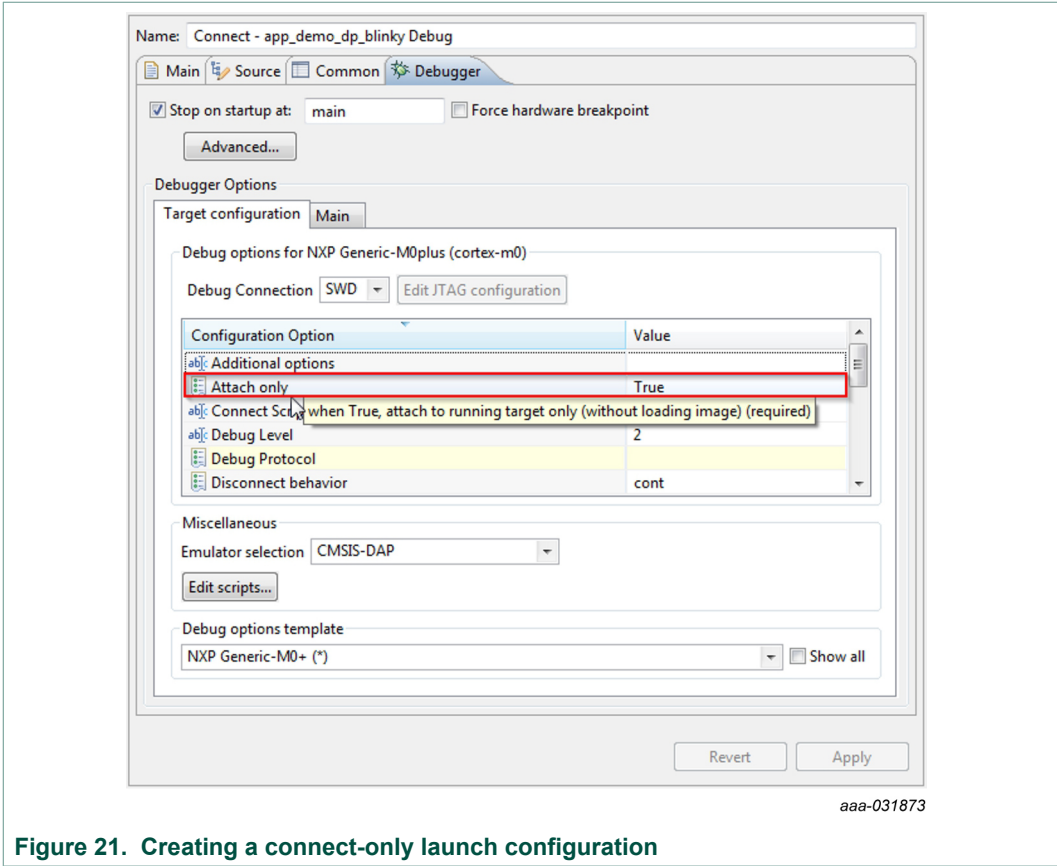 Name: Connect - app_demo_dp_blinky Debug
Main Source Common Debugger
Stop on startup at: main Force hardware breakpoint
Advanced...
Debugger Options
Target configuration Main
Debug options for NXP Generic-M0plus (cortex-m0)
Debug Connection SWD Edit JTAG configuration
Configuration Option Value
Additional options
Attach only True
Connect Scr when True, attach to running target only (without loading image) (required)
Debug Level 2
Debug Protocol
Disconnect behavior cont
Miscellaneous
Emulator selection CMSIS-DAP
Edit scripts...
Debug options template
NXP Generic-M0+ (*) Show all
Revert Apply
aaa-031873
Figure 21. Creating a connect-only launch configuration